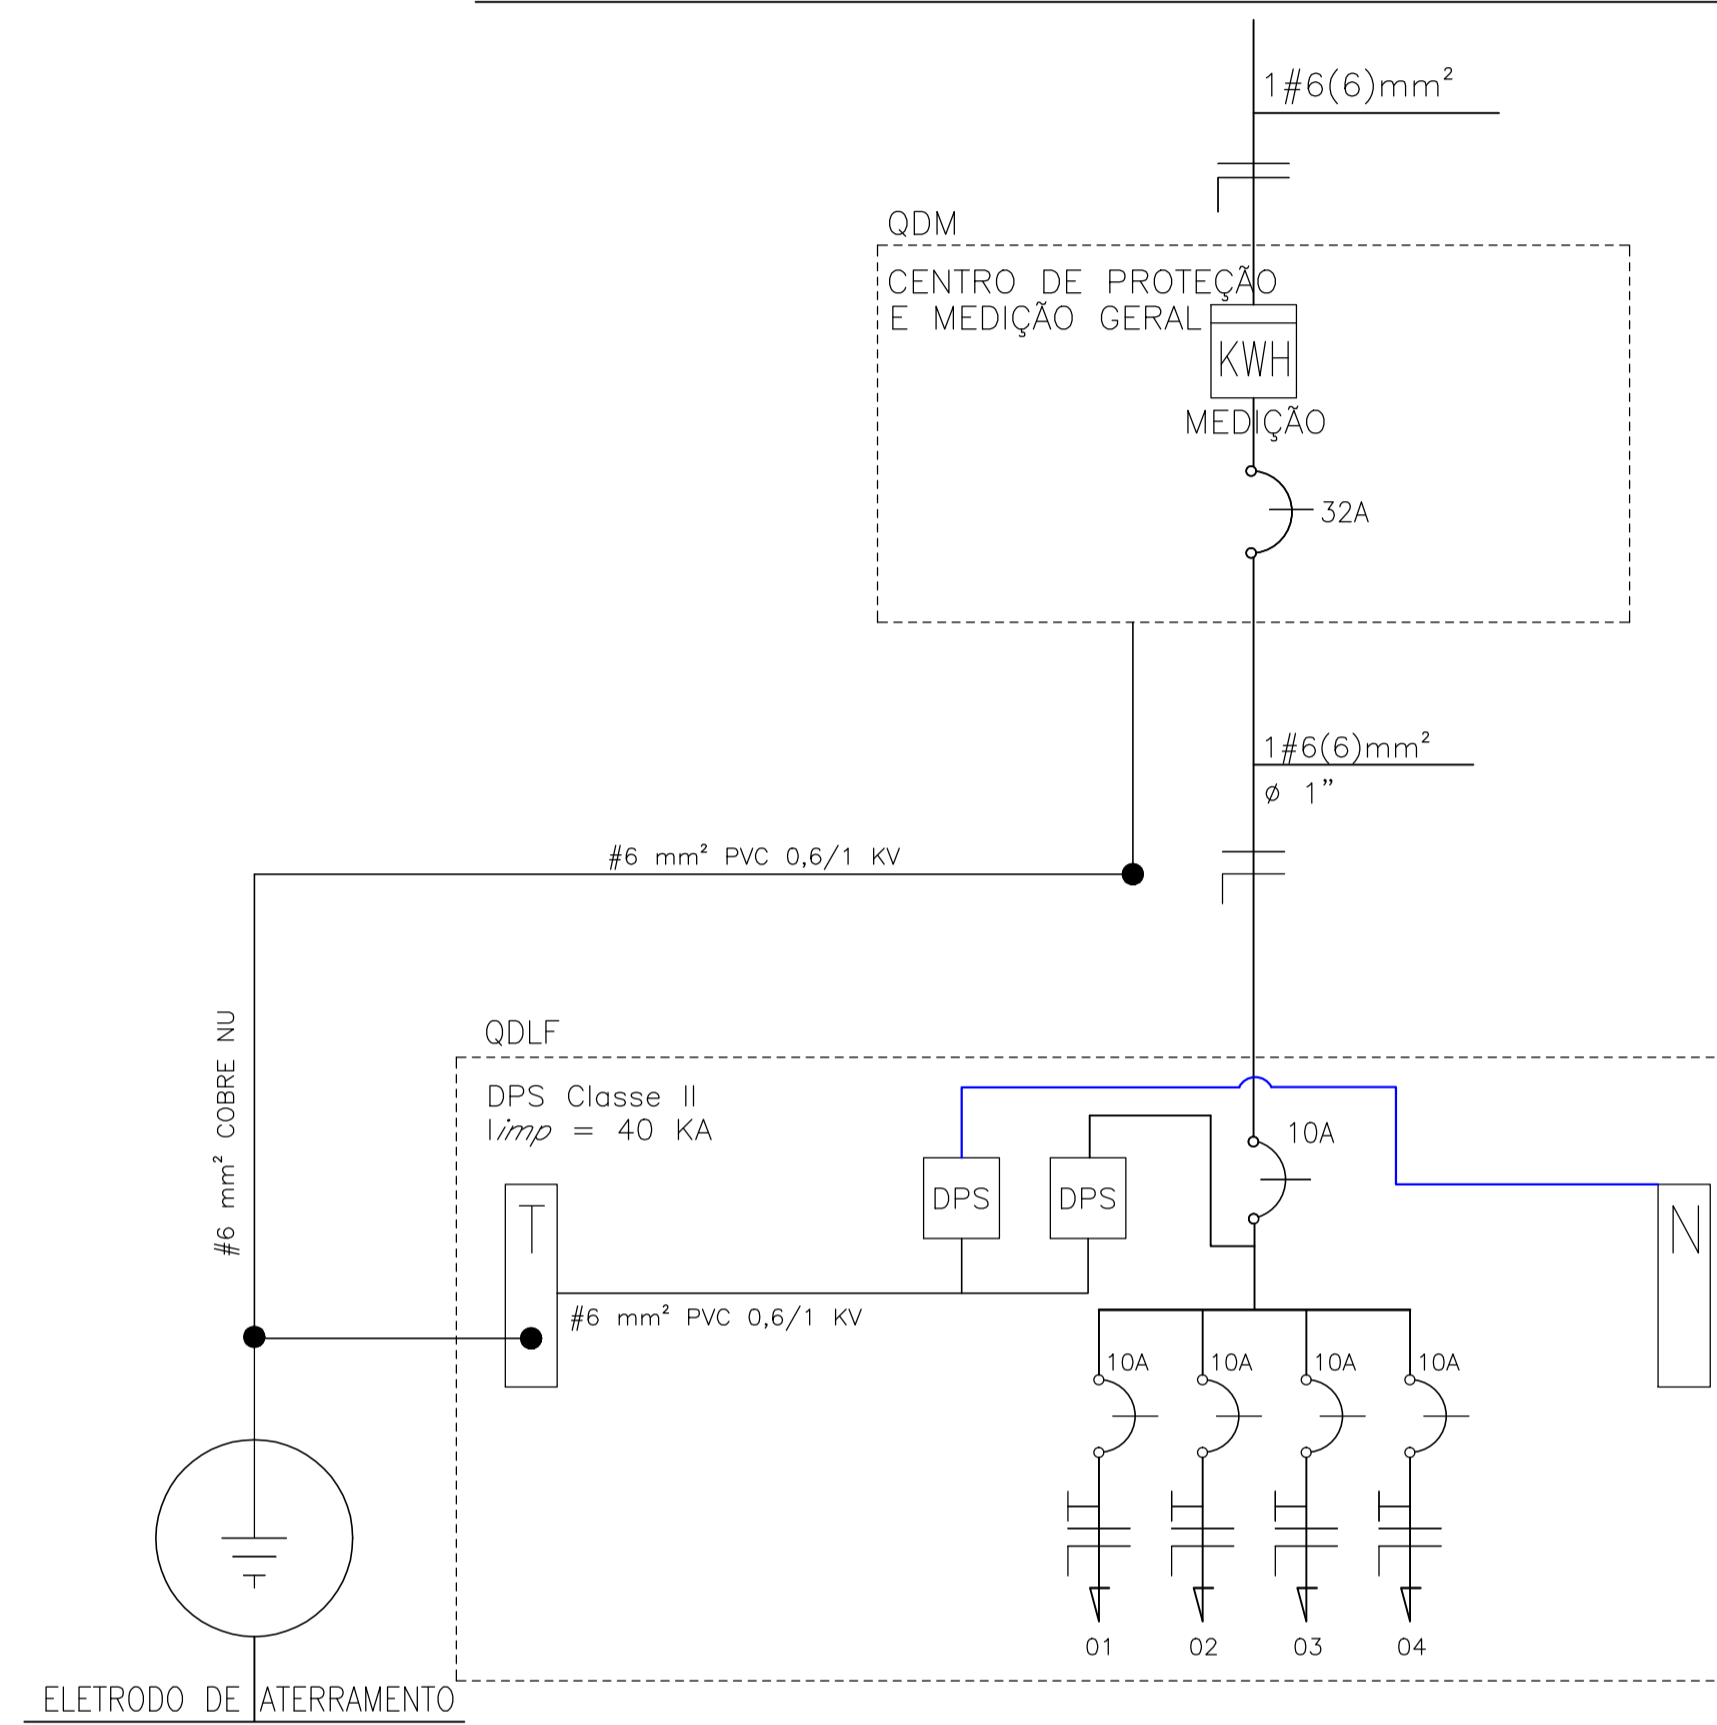 1#6(6)mm²
QDM
CENTRO DE PROTEÇÃO
E MEDIÇÃO GERAL
KWH
MEDIÇÃO
32A
1#6(6)mm²
ø 1”
#6 mm² PVC 0,6/1 KV
#6 mm² COBRE NU
QDLF
DPS Classe II
Iimp = 40 KA
10A
DPS
DPS
T
N
#6 mm² PVC 0,6/1 KV
10A
10A
10A
10A
01
02
03
04
ELETRODO DE ATERRAMENTO